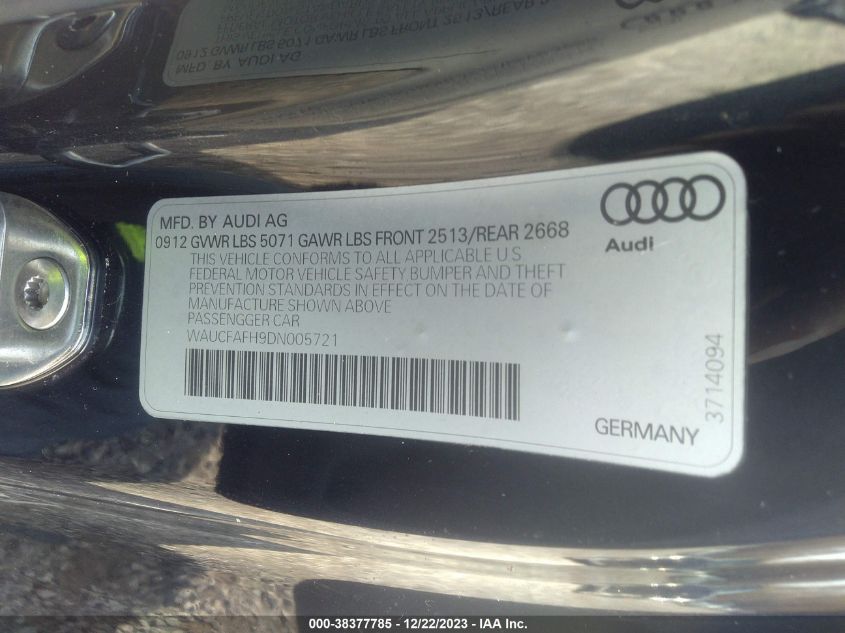 MFD. BY AUDI AG
0912 GVWR LBS 5071 GAWR LBS FRONT 2513/REAR 2668
THIS VEHICLE CONFORMS TO ALL APPLICABLE U S
FEDERAL MOTOR VEHICLE SAFETY BUMPER AND THEFT
PREVENTION STANDARDS IN EFFECT ON THE DATE OF
MANUFACTURE SHOWN ABOVE
PASSENGGER CAR
WAUCFAFH9DN005721
Audi
GERMANY
3714094
000-38377785 - 12/22/2023 - IAA Inc.